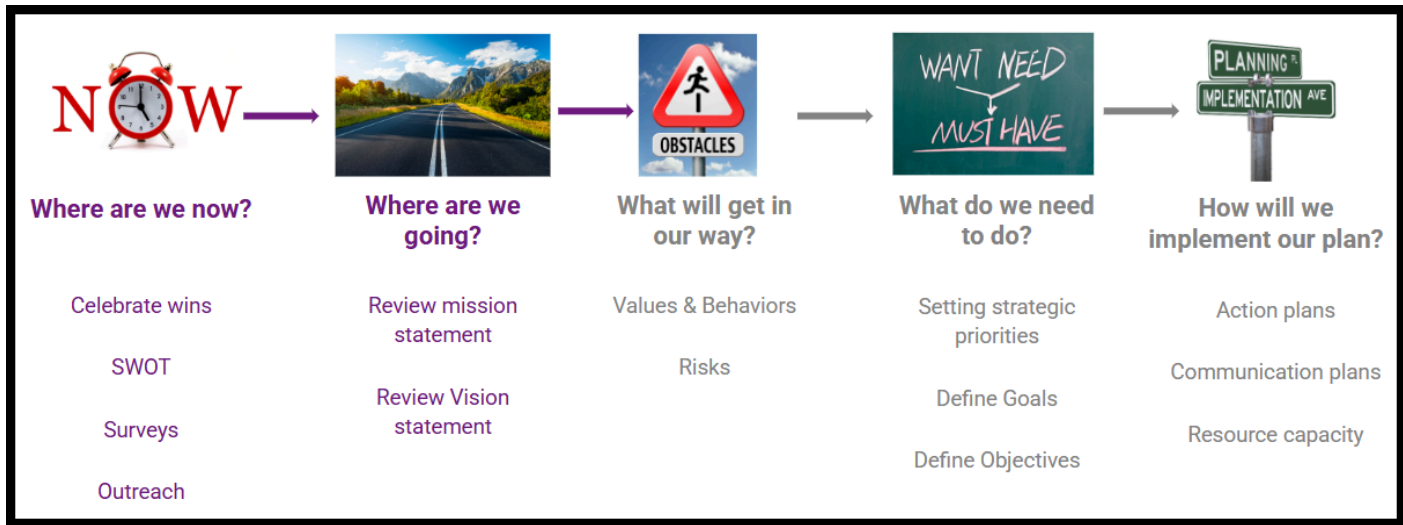 NOW
OBSTACLES
WANT NEED
MUST HAVE
PLANNING PL
IMPLEMENTATION AVE
Where are we now?
Where are we
going?
What will get in
our way?
What do we need
to do?
How will we
implement our plan?
Celebrate wins
SWOT
Surveys
Outreach
Review mission
statement
Review Vision
statement
Values & Behaviors
Risks
Setting strategic
priorities
Define Goals
Define Objectives
Action plans
Communication plans
Resource capacity